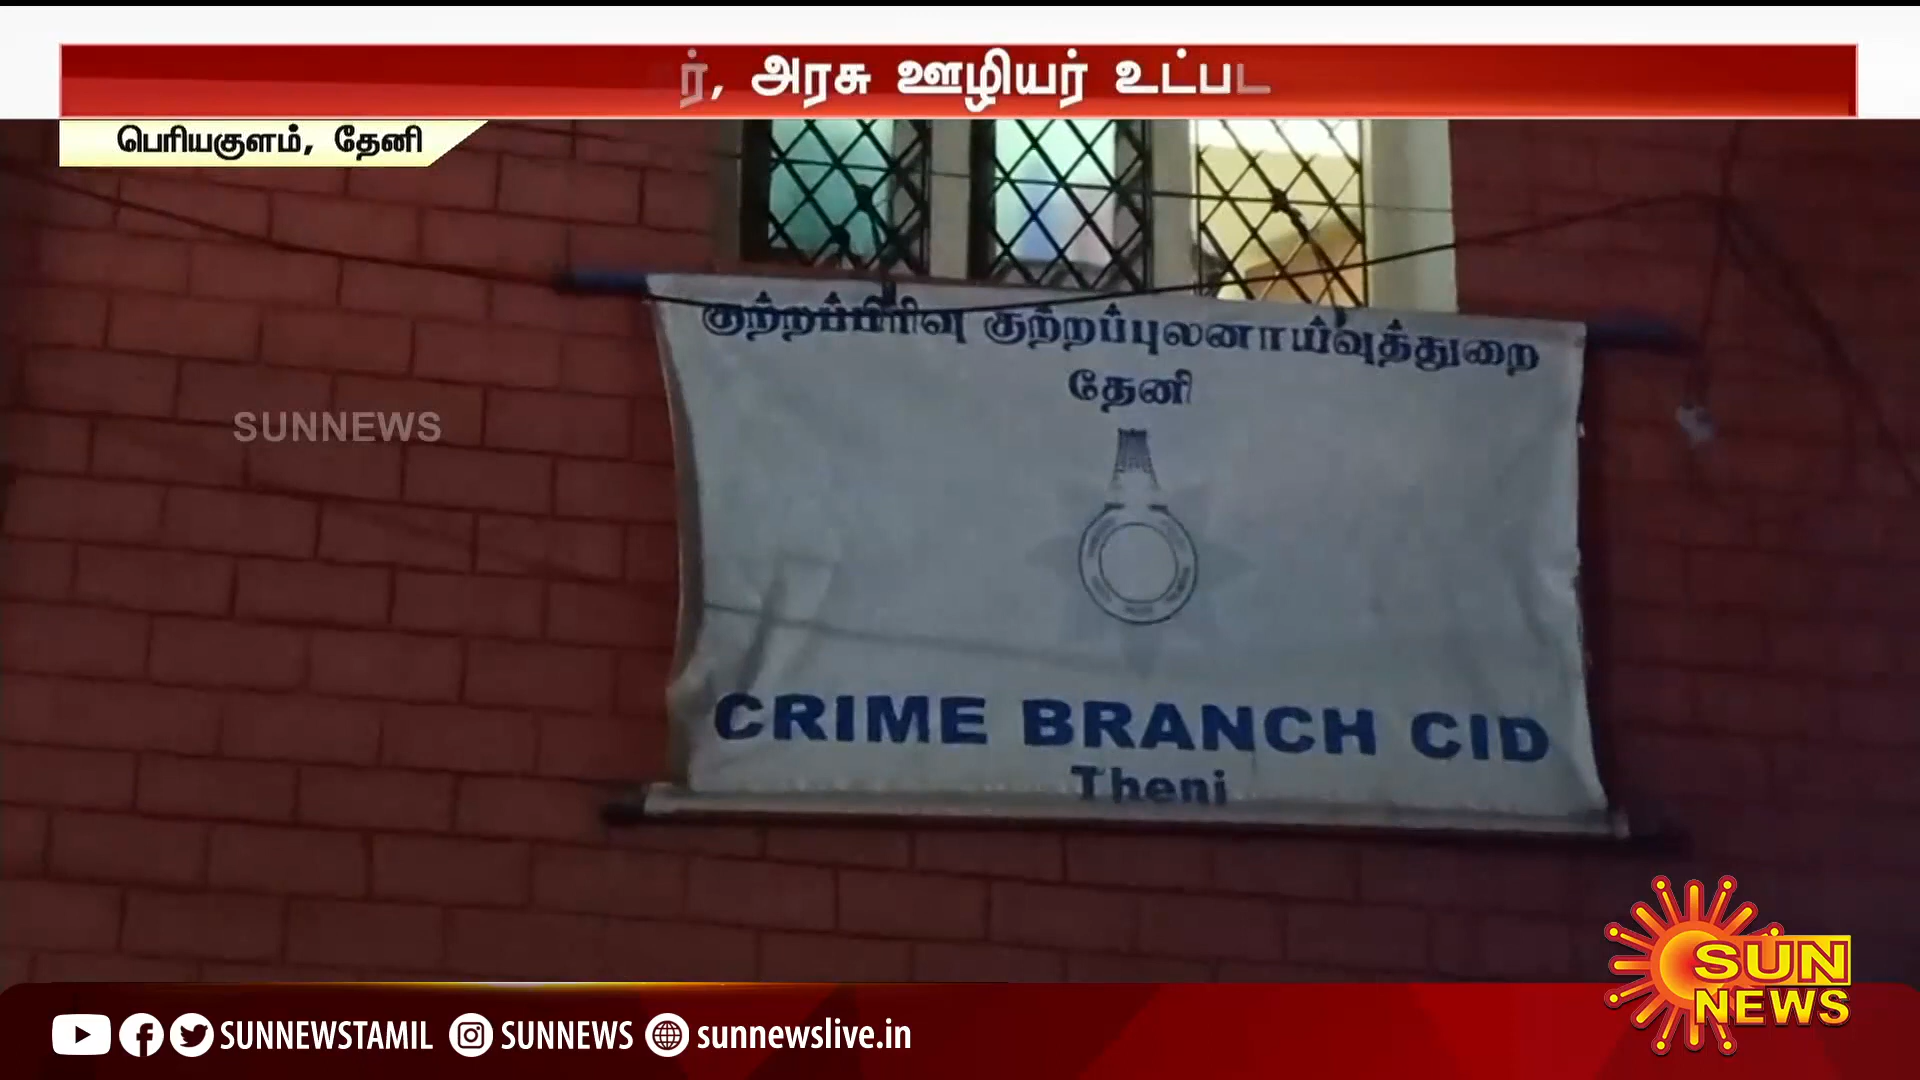 ர், அரசு ஊழியர் உட்பட
பெரியகுளம், தேனி
குற்றப்பிரிவு குற்றப்புலனாய்வுத்துறை
தேனி
SUNNEWS
CRIME BRANCH CID
Theni
SUN
NEWS
SUNNEWSTAMIL SUNNEWS sunnewslive.in